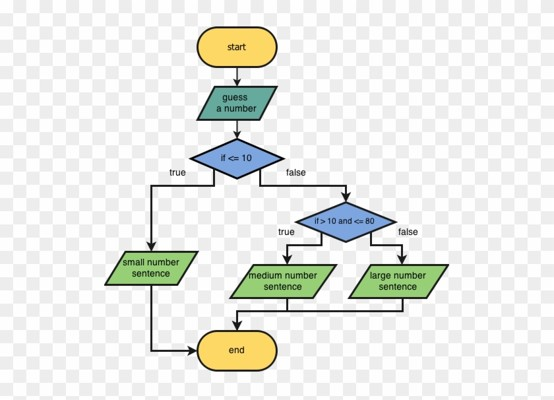 start
guess
a number
if <= 10
true
false
if > 10 and <= 80
true
false
small number
sentence
medium number
sentence
large number
sentence
end